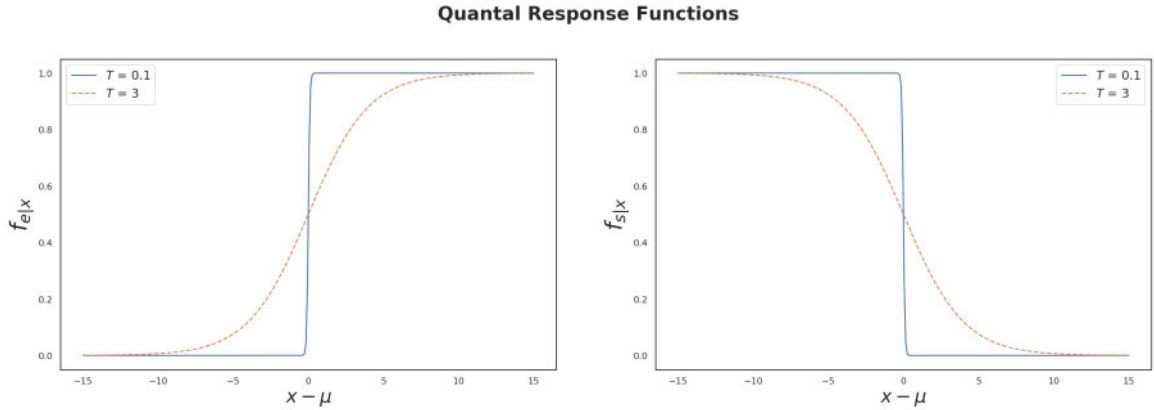 Quantal Response Functions
T = 0.1
T = 3
1.0
0.8
0.6
0.4
0.2
0.0
f_{e|x}
−15 −10 −5 0 5 10 15
x − μ
T = 0.1
T = 3
1.0
0.8
0.6
0.4
0.2
0.0
f_{s|x}
−15 −10 −5 0 5 10 15
x − μ